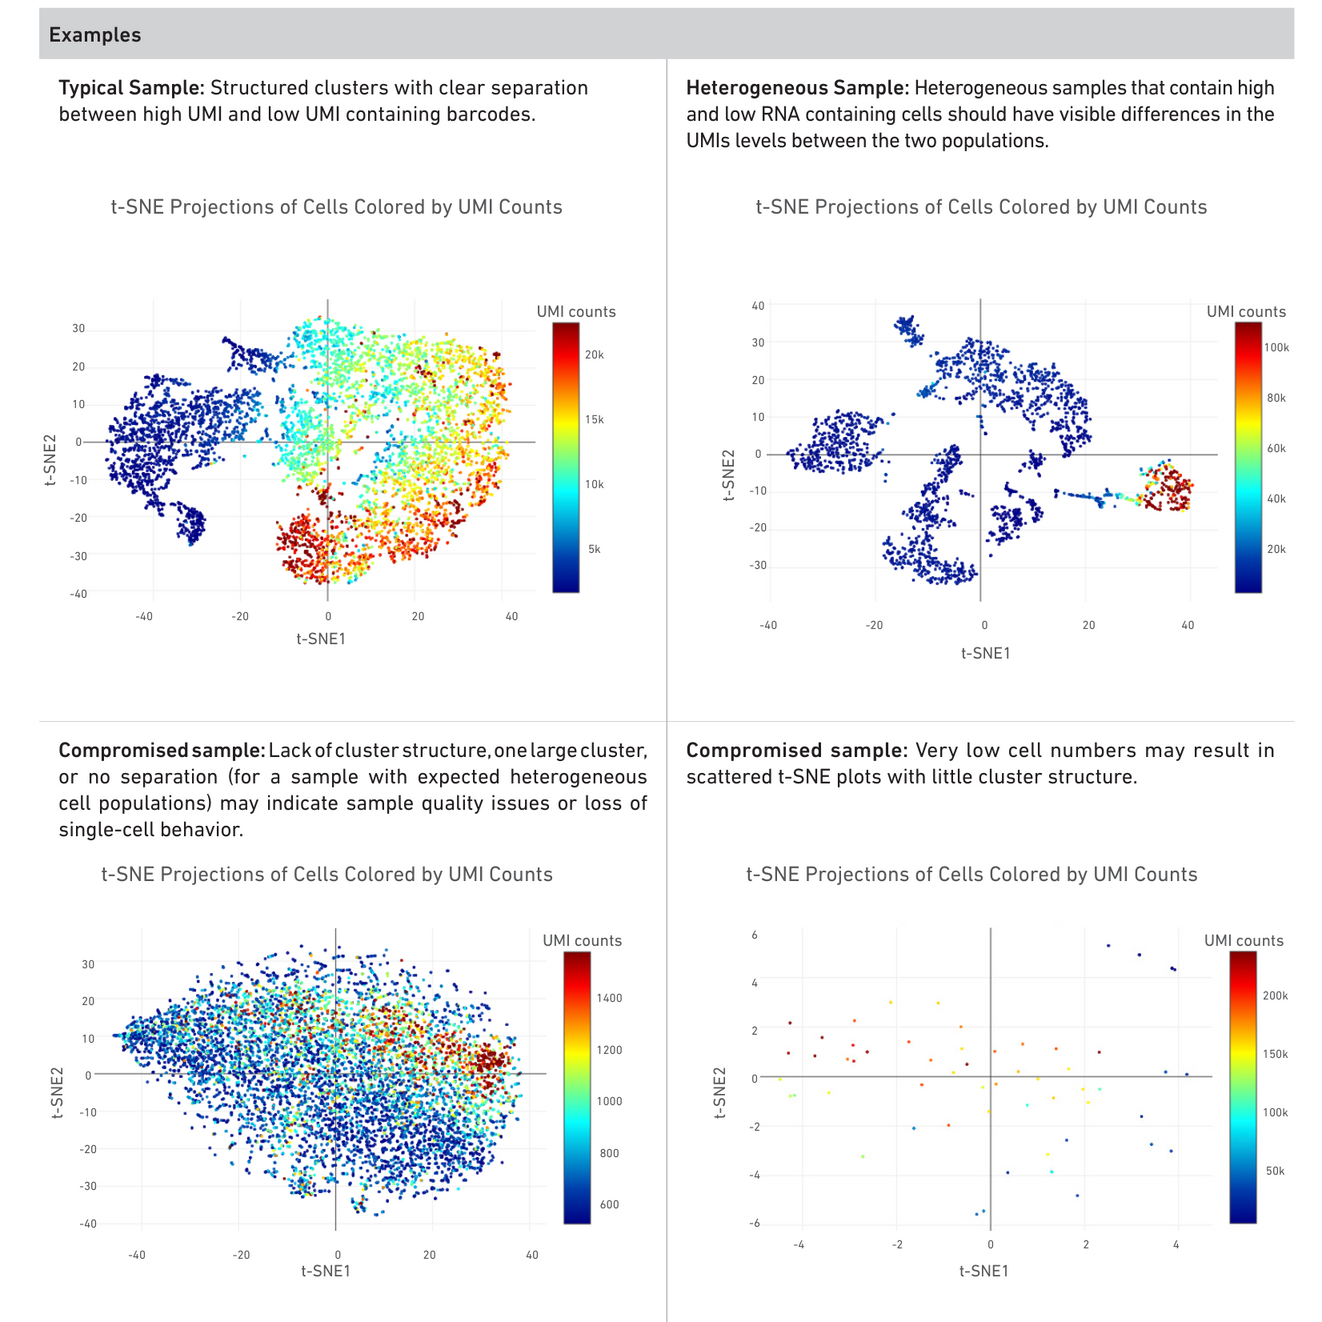 Examples
Typical Sample: Structured clusters with clear separation
between high UMI and low UMI containing barcodes.
t-SNE Projections of Cells Colored by UMI Counts
UMI counts
20k
15k
10k
5k
30
20
10
0
-10
-20
-30
-40
t-SNE2
-40
-20
0
20
40
t-SNE1
Heterogeneous Sample: Heterogeneous samples that contain high
and low RNA containing cells should have visible differences in the
UMIs levels between the two populations.
t-SNE Projections of Cells Colored by UMI Counts
UMI counts
100k
80k
60k
40k
20k
40
30
20
10
0
-10
-20
-30
t-SNE2
-40
-20
0
20
40
t-SNE1
Compromised sample: Lack of cluster structure, one large cluster,
or no separation (for a sample with expected heterogeneous
cell populations) may indicate sample quality issues or loss of
single-cell behavior.
t-SNE Projections of Cells Colored by UMI Counts
UMI counts
1400
1200
1000
800
600
30
20
10
0
-10
-20
-30
-40
t-SNE2
-40
-20
0
20
40
t-SNE1
Compromised sample: Very low cell numbers may result in
scattered t-SNE plots with little cluster structure.
t-SNE Projections of Cells Colored by UMI Counts
UMI counts
200k
150k
100k
50k
6
4
2
0
-2
-4
-6
t-SNE2
-4
-2
0
2
4
t-SNE1